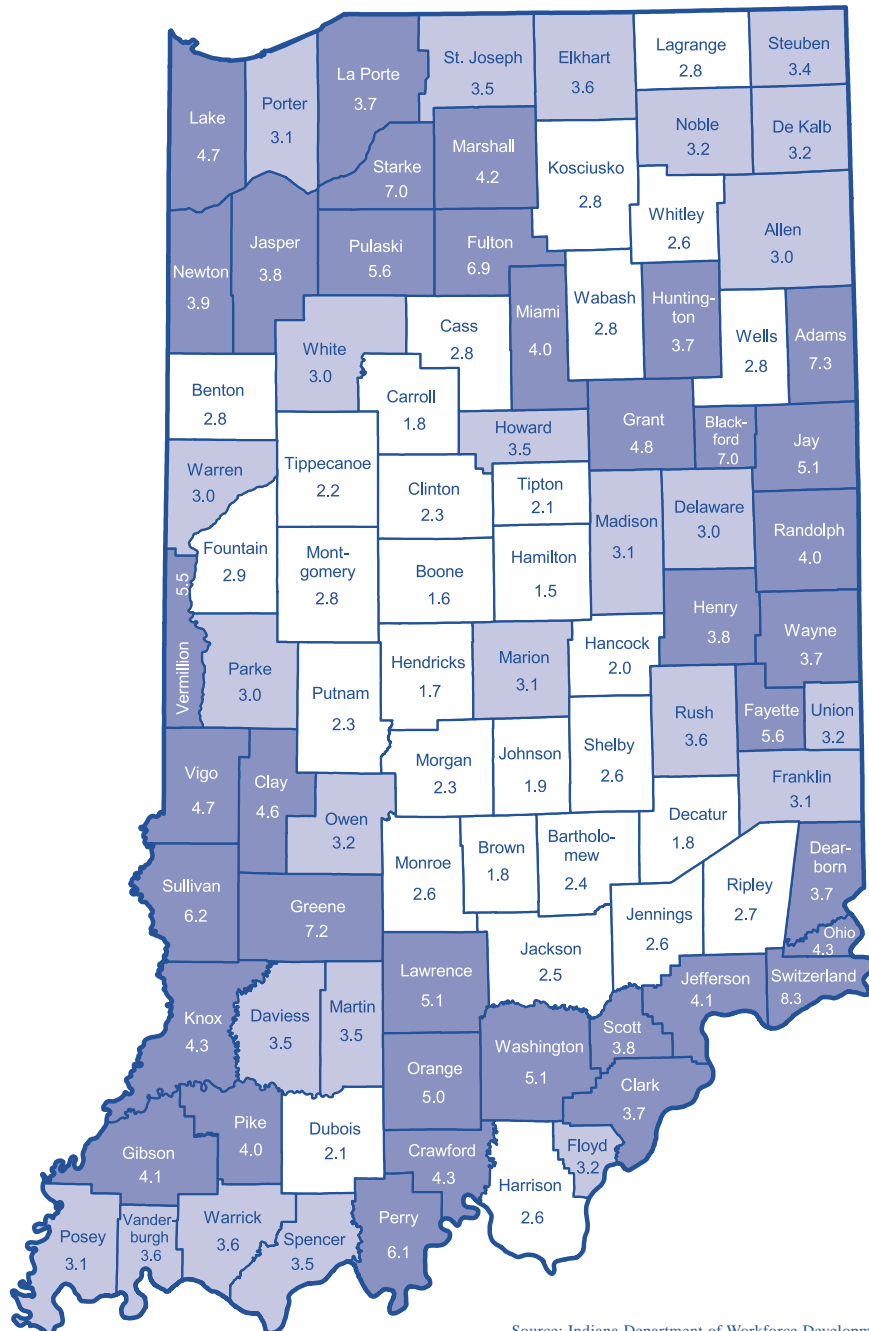 Lagrange
2.8
Steuben
3.4
St. Joseph
3.5
Elkhart
3.6
La Porte
3.7
Porter
3.1
Lake
4.7
Noble
3.2
De Kalb
3.2
Marshall
4.2
Starke
7.0
Kosciusko
2.8
Whitley
2.6
Allen
3.0
Newton
3.9
Jasper
3.8
Pulaski
5.6
Fulton
6.9
Miami
4.0
Wabash
2.8
Hunting-
ton
3.7
Wells
2.8
Adams
7.3
White
3.0
Cass
2.8
Benton
2.8
Carroll
1.8
Howard
3.5
Grant
4.8
Black-
ford
7.0
Jay
5.1
Warren
3.0
Tippecanoe
2.2
Clinton
2.3
Tipton
2.1
Madison
3.1
Delaware
3.0
Randolph
4.0
Fountain
2.9
Mont-
gomery
2.8
Boone
1.6
Hamilton
1.5
Vermillion 5.5
Henry
3.8
Wayne
3.7
Parke
3.0
Putnam
2.3
Hendricks
1.7
Marion
3.1
Hancock
2.0
Rush
3.6
Fayette
5.6
Union
3.2
Vigo
4.7
Clay
4.6
Owen
3.2
Morgan
2.3
Johnson
1.9
Shelby
2.6
Franklin
3.1
Decatur
1.8
Sullivan
6.2
Greene
7.2
Monroe
2.6
Brown
1.8
Bartholo-
mew
2.4
Jennings
2.6
Ripley
2.7
Dear-
born
3.7
Ohio
4.3
Knox
4.3
Daviess
3.5
Martin
3.5
Lawrence
5.1
Jackson
2.5
Jefferson
4.1
Switzerland
8.3
Orange
5.0
Washington
5.1
Scott
3.8
Clark
3.7
Gibson
4.1
Pike
4.0
Dubois
2.1
Crawford
4.3
Harrison
2.6
Floyd
3.2
Posey
3.1
Vander-
burgh
3.6
Warrick
3.6
Spencer
3.5
Perry
6.1
Source: Indiana Department of Workforce Developm